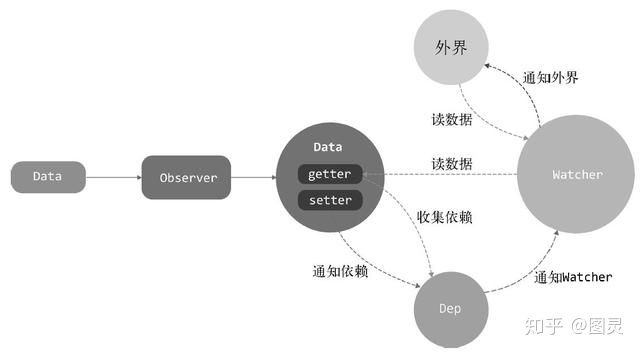 外界
通知外界
读数据
Data
读数据
Data
Observer
getter
Watcher
setter
收集依赖
通知依赖
通知Watcher
Dep
知乎 @图灵